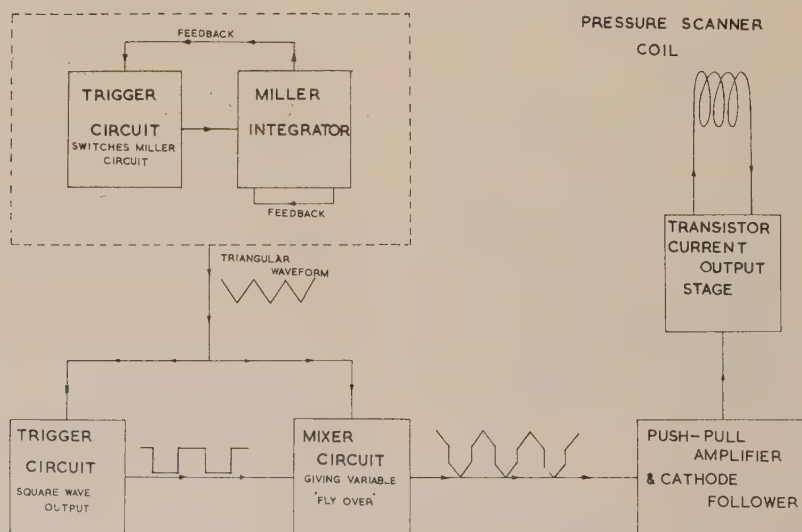 FEEDBACK
TRIGGER
CIRCUIT
SWITCHES MILLER
CIRCUIT
MILLER
INTEGRATOR
FEEDBACK
PRESSURE SCANNER
COIL
TRIANGULAR
WAVEFORM
TRANSISTOR
CURRENT
OUTPUT
STAGE
TRIGGER
CIRCUIT
SQUARE WAVE
OUTPUT
MIXER
CIRCUIT
GIVING VARIABLE
'FLY OVER'
PUSH-PULL
AMPLIFIER
& CATHODE
FOLLOWER